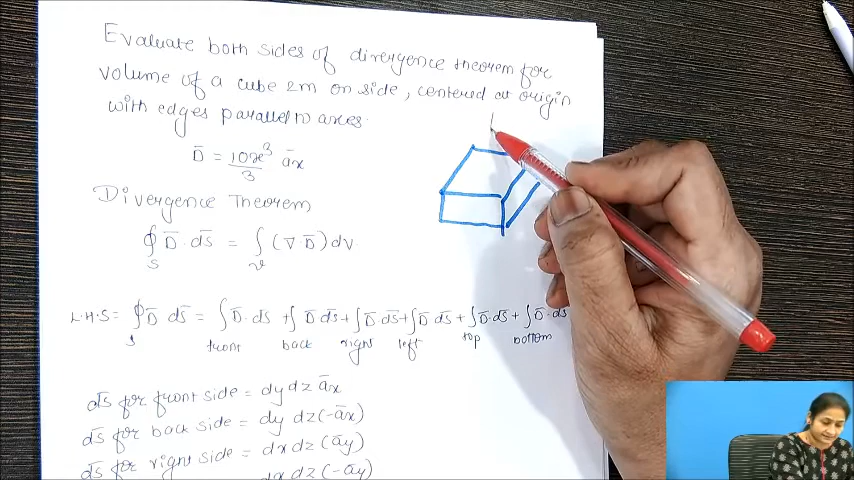 Evaluate both sides of divergence theorem for
volume of a cube 2m on side, centered at origin
with edges parallel to axes.
D̄ = 10x³/3 āx
Divergence Theorem
∮s D̄ · ds̄ = ∫v (∇·D̄) dv.
L.H.S = ∮s D̄ ds̄ = ∫front D̄·ds̄ + ∫back D̄ ds̄ + ∫right D̄ ds̄ + ∫left D̄ ds̄ + ∫top D̄·ds̄ + ∫bottom D̄·ds̄
ds̄ for front side = dy dz āx
ds̄ for back side = dy dz (-āx)
ds̄ for right side = dx dz (āy)
dx dz (-āy)